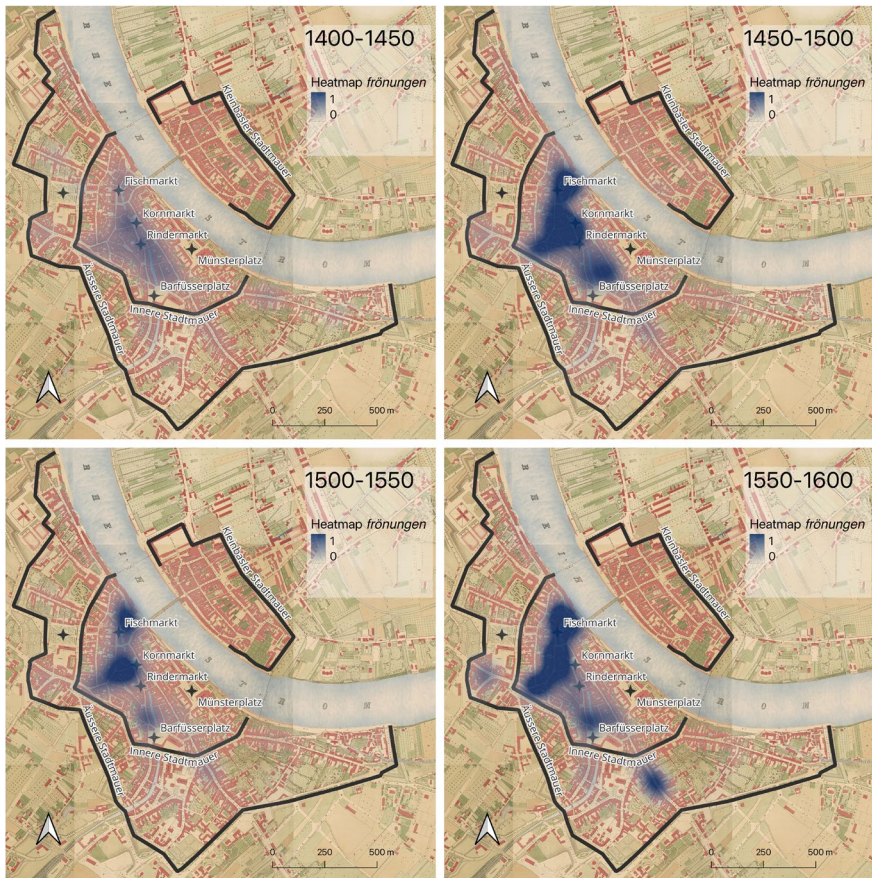 1400-1450
Heatmap frönungen
1
0
Kleinbasler Stadtmauer
Fischmarkt
Kornmarkt
Rindermarkt
Münsterplatz
Barfüsserplatz
Innere Stadtmauer
Äussere Stadtmauer
0 250 500 m
1450-1500
Heatmap frönungen
1
0
Kleinbasler Stadtmauer
Fischmarkt
Kornmarkt
Rindermarkt
Münsterplatz
Barfüsserplatz
Innere Stadtmauer
Äussere Stadtmauer
0 250 500 m
1500-1550
Heatmap frönungen
1
0
Kleinbasler Stadtmauer
Fischmarkt
Kornmarkt
Rindermarkt
Münsterplatz
Barfüsserplatz
Innere Stadtmauer
Äussere Stadtmauer
0 250 500 m
1550-1600
Heatmap frönungen
1
0
Kleinbasler Stadtmauer
Fischmarkt
Kornmarkt
Rindermarkt
Münsterplatz
Barfüsserplatz
Innere Stadtmauer
Äussere Stadtmauer
0 250 500 m